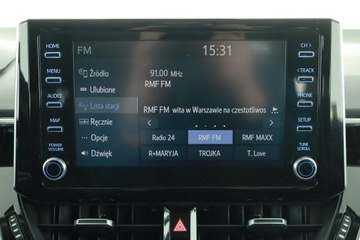 HOME
FM
15:31
CH >
MENU
Źródło
91.00 MHz
RMF FM
< TRACK
Ulubione
AUDIO
Lista stacji
RMF FM wita w Warszawie na czestotliwos
PHONE
MAP
Ręcznie
< >
SETUP
Opcje
Radio 24
RMF FM
RMF MAXX
POWER
VOLUME
Dźwięk
R+MARYJA
TROJKA
T. Love
TUNE
SCROLL